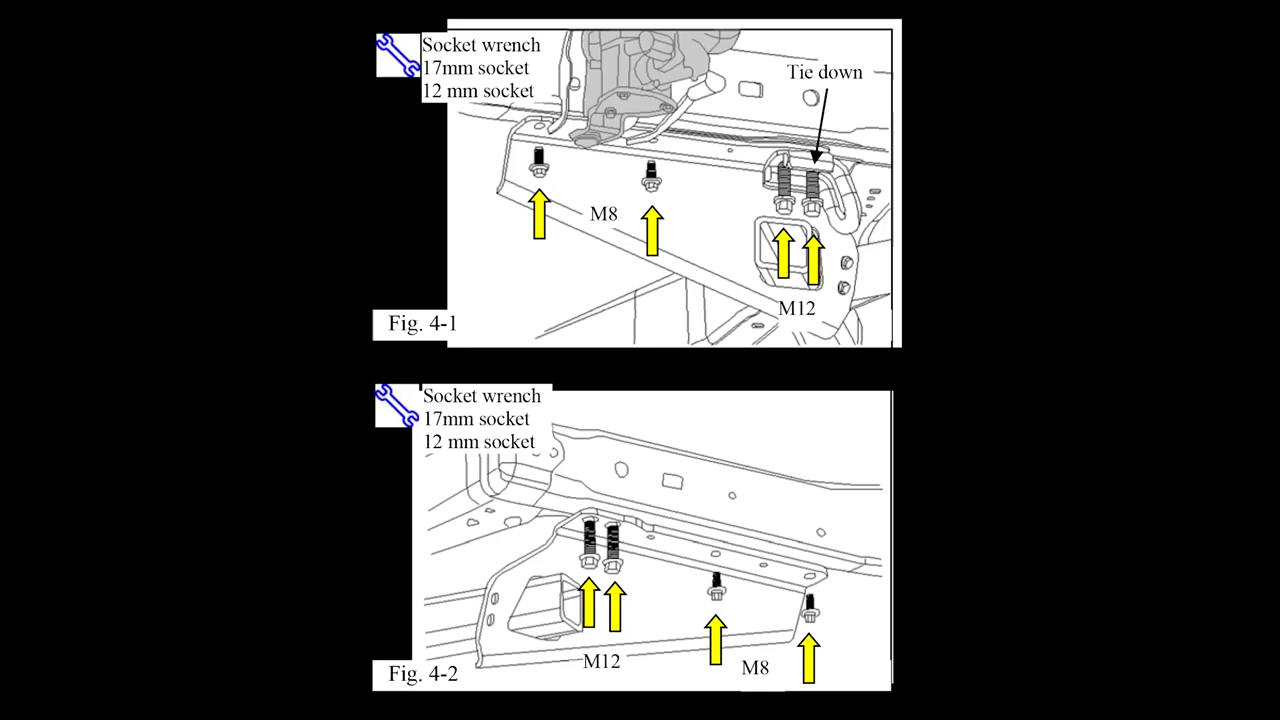 Socket wrench
17mm socket
12 mm socket
Tie down
M8
M12
Fig. 4-1
Socket wrench
17mm socket
12 mm socket
M12
M8
Fig. 4-2